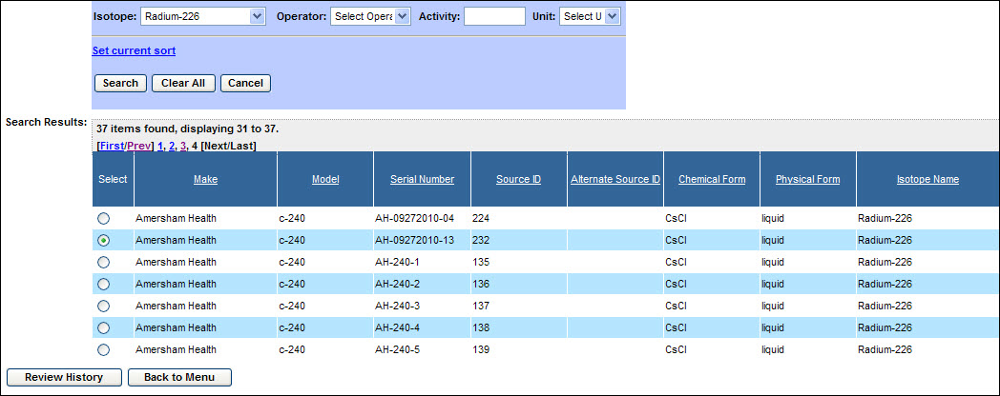 Isotope: Radium-226 Operator: Select Opera Activity: Unit: Select U
Set current sort
Search Clear All Cancel
Search Results:
37 items found, displaying 31 to 37.
[First/Prev] 1, 2, 3, 4 [Next/Last]
Select Make Model Serial Number Source ID Alternate Source ID Chemical Form Physical Form Isotope Name
Amersham Health c-240 AH-09272010-04 224 CsCl liquid Radium-226
Amersham Health c-240 AH-09272010-13 232 CsCl liquid Radium-226
Amersham Health c-240 AH-240-1 135 CsCl liquid Radium-226
Amersham Health c-240 AH-240-2 136 CsCl liquid Radium-226
Amersham Health c-240 AH-240-3 137 CsCl liquid Radium-226
Amersham Health c-240 AH-240-4 138 CsCl liquid Radium-226
Amersham Health c-240 AH-240-5 139 CsCl liquid Radium-226
Review History Back to Menu